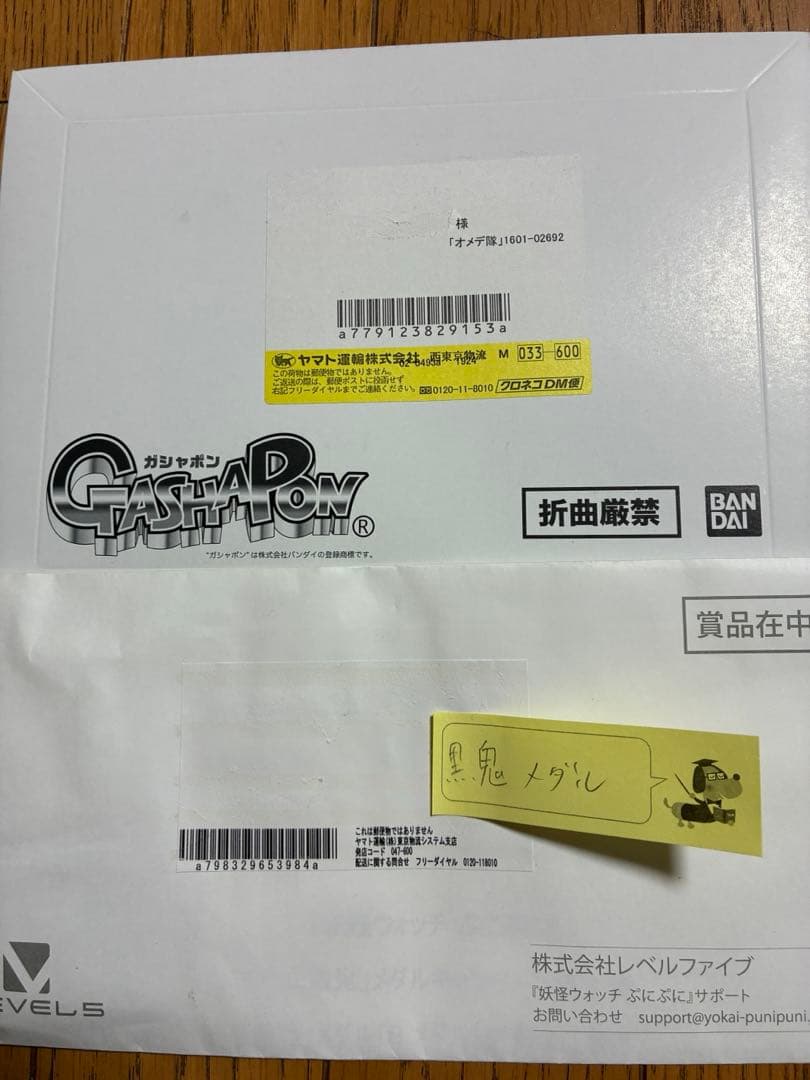 様
「オメデ隊」1601-02692
a779123829153a
ヤマト運輸株式会社 西東京物流 M 033-600
この荷物は郵便物ではありません。
ご返送の際は、郵便ポストに投函せず
右記フリーダイヤルまでご連絡ください。 0120-11-8010 クロネコDM便
ガシャポン
GASHAPON®
"ガシャポン"は株式会社バンダイの登録商標です。
折曲厳禁
BAN
DAI
賞品在中
黒鬼 メダル
これは郵便物ではありません
ヤマト運輸(株)東京物流システム支店
発店コード 047-600
配送に関する問合せ フリーダイヤル 0120-118010
a798329653984a
EVEL5
株式会社レベルファイブ
『妖怪ウォッチ ぷにぷに』サポート
お問い合わせ support@yokai-punipuni.